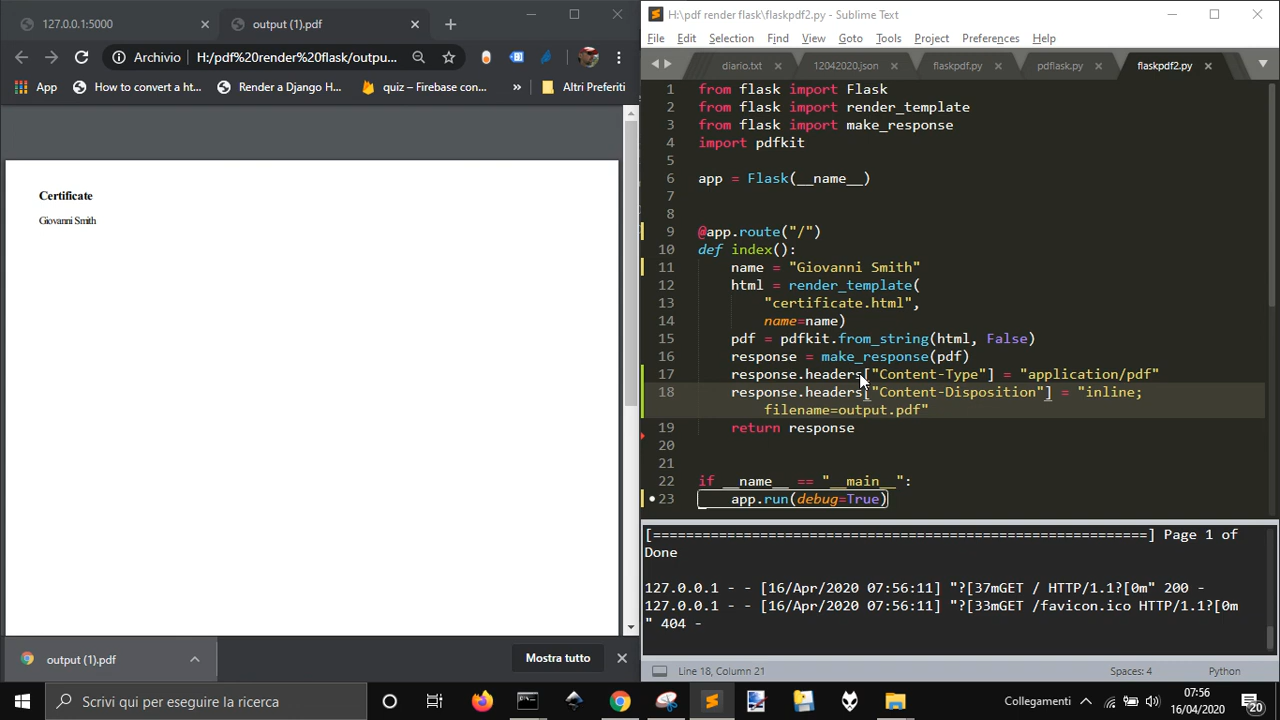 127.0.0.1:5000
output (1).pdf
Archivio
H:/pdf%20render%20flask/outpu...
App
How to convert a ht...
Render a Django H...
quiz – Firebase con...
»
Altri Preferiti
Certificate
Giovanni Smith
output (1).pdf
Mostra tutto
H:\pdf render flask\flaskpdf2.py - Sublime Text
File Edit Selection Find View Goto Tools Project Preferences Help
diario.txt
12042020.json
flaskpdf.py
pdflask.py
flaskpdf2.py
1 from flask import Flask
2 from flask import render_template
3 from flask import make_response
4 import pdfkit
5
6 app = Flask(__name__)
7
8
9 @app.route("/")
10 def index():
11 name = "Giovanni Smith"
12 html = render_template(
13 "certificate.html",
14 name=name)
15 pdf = pdfkit.from_string(html, False)
16 response = make_response(pdf)
17 response.headers["Content-Type"] = "application/pdf"
18 response.headers["Content-Disposition"] = "inline;
filename=output.pdf"
19 return response
20
21
22 if __name__ == "__main__":
23 app.run(debug=True)
[============================================================] Page 1 of
Done
127.0.0.1 - - [16/Apr/2020 07:56:11] "?[37mGET / HTTP/1.1?[0m" 200 -
127.0.0.1 - - [16/Apr/2020 07:56:11] "?[33mGET /favicon.ico HTTP/1.1?[0m
" 404 -
Line 18, Column 21
Spaces: 4
Python
Scrivi qui per eseguire la ricerca
Collegamenti
07:56
16/04/2020
20